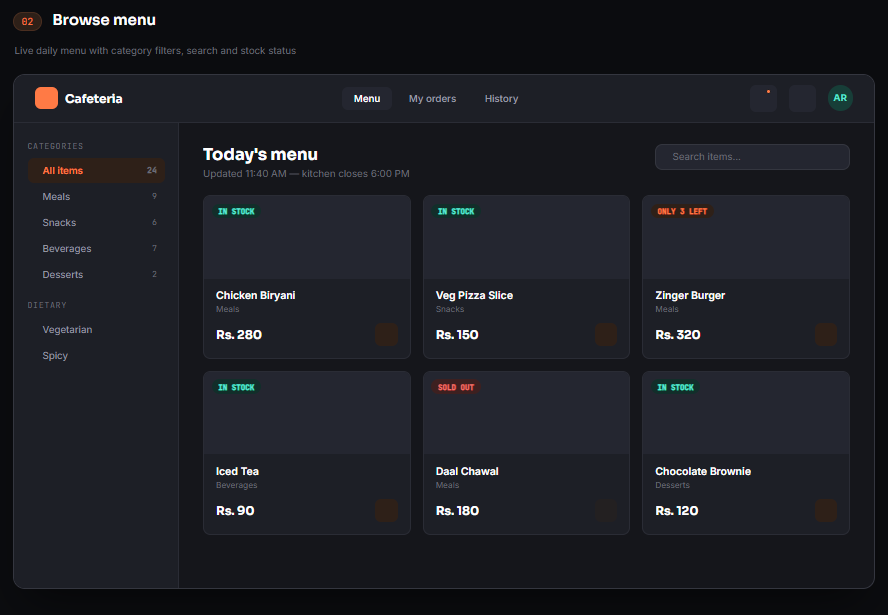 02 Browse menu
Live daily menu with category filters, search and stock status
Cafeteria
Menu My orders History
AR
CATEGORIES
All items 24
Meals 9
Snacks 6
Beverages 7
Desserts 2
DIETARY
Vegetarian
Spicy
Today's menu
Updated 11:40 AM — kitchen closes 6:00 PM
Search items...
IN STOCK
Chicken Biryani
Meals
Rs. 280
IN STOCK
Veg Pizza Slice
Snacks
Rs. 150
ONLY 3 LEFT
Zinger Burger
Meals
Rs. 320
IN STOCK
Iced Tea
Beverages
Rs. 90
SOLD OUT
Daal Chawal
Meals
Rs. 180
IN STOCK
Chocolate Brownie
Desserts
Rs. 120